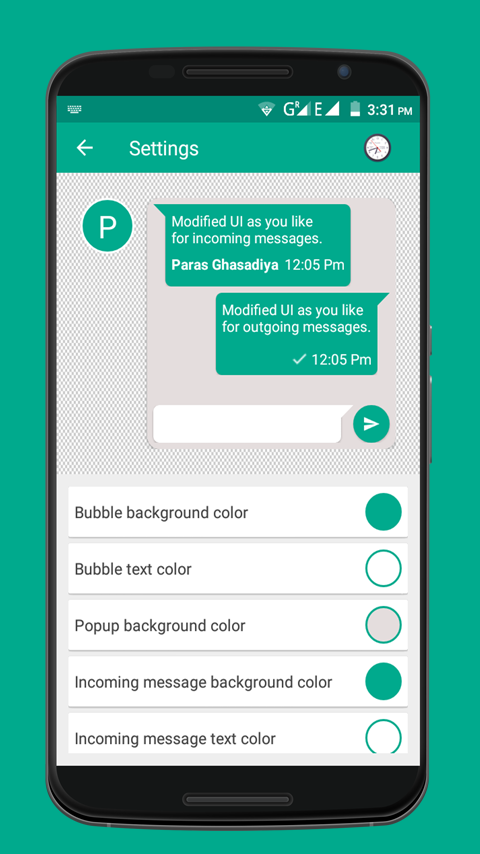 G R E 3:31 PM
Settings
P
Modified UI as you like
for incoming messages.
Paras Ghasadiya 12:05 Pm
Modified UI as you like
for outgoing messages.
12:05 Pm
Bubble background color
Bubble text color
Popup background color
Incoming message background color
Incoming message text color